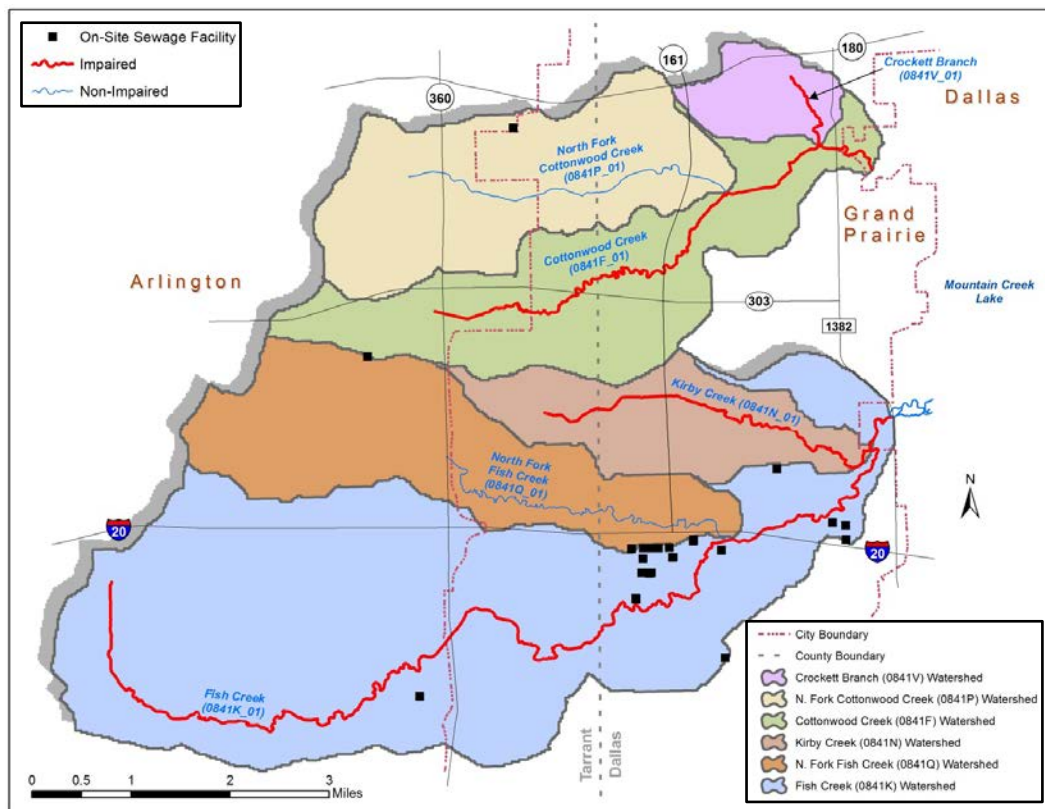 On-Site Sewage Facility
Impaired
Non-Impaired
161
180
360
Crockett Branch
(0841V_01)
Dallas
North Fork
Cottonwood Creek
(0841P_01)
Grand
Prairie
Cottonwood Creek
(0841F_01)
Arlington
Mountain Creek
Lake
303
1382
Kirby Creek (0841N_01)
North Fork
Fish Creek
(0841Q_01)
N
20
20
Fish Creek
(0841K_01)
Tarrant
Dallas
0 0.5 1 2 3
Miles
City Boundary
County Boundary
Crockett Branch (0841V) Watershed
N. Fork Cottonwood Creek (0841P) Watershed
Cottonwood Creek (0841F) Watershed
Kirby Creek (0841N) Watershed
N. Fork Fish Creek (0841Q) Watershed
Fish Creek (0841K) Watershed